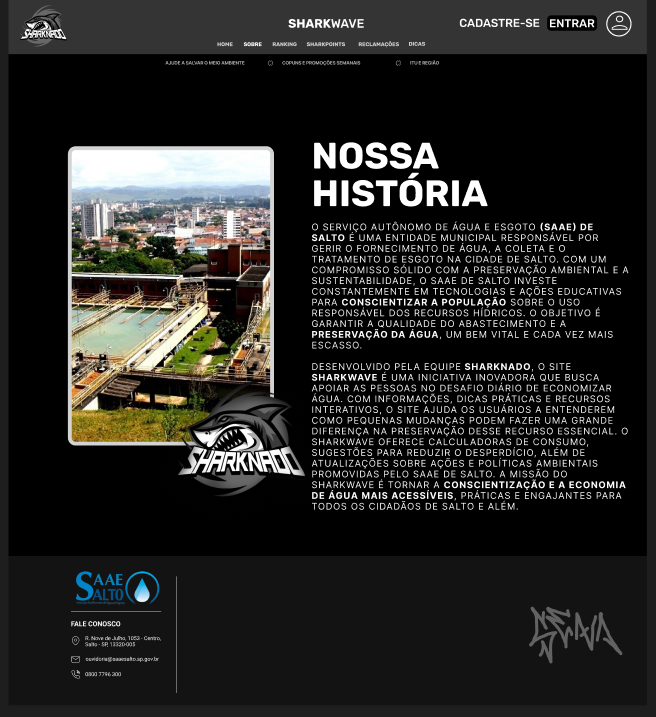 SHARKNADO
SHARKWAVE
CADASTRE-SE
ENTRAR
HOME
SOBRE
RANKING
SHARKPOINTS
RECLAMAÇÕES
DICAS
AJUDE A SALVAR O MEIO AMBIENTE
COPUNS E PROMOÇÕES SEMANAIS
ITU E REGIÃO
NOSSA
HISTÓRIA
O SERVIÇO AUTÔNOMO DE ÁGUA E ESGOTO (SAAE) DE
SALTO É UMA ENTIDADE MUNICIPAL RESPONSÁVEL POR
GERIR O FORNECIMENTO DE ÁGUA, A COLETA E O
TRATAMENTO DE ESGOTO NA CIDADE DE SALTO. COM UM
COMPROMISSO SÓLIDO COM A PRESERVAÇÃO AMBIENTAL E A
SUSTENTABILIDADE, O SAAE DE SALTO INVESTE
CONSTANTEMENTE EM TECNOLOGIAS E AÇÕES EDUCATIVAS
PARA CONSCIENTIZAR A POPULAÇÃO SOBRE O USO
RESPONSÁVEL DOS RECURSOS HÍDRICOS. O OBJETIVO É
GARANTIR A QUALIDADE DO ABASTECIMENTO E A
PRESERVAÇÃO DA ÁGUA, UM BEM VITAL E CADA VEZ MAIS
ESCASSO.
DESENVOLVIDO PELA EQUIPE SHARKNADO, O SITE
SHARKWAVE É UMA INICIATIVA INOVADORA QUE BUSCA
APOIAR AS PESSOAS NO DESAFIO DIÁRIO DE ECONOMIZAR
ÁGUA. COM INFORMAÇÕES, DICAS PRÁTICAS E RECURSOS
INTERATIVOS, O SITE AJUDA OS USUÁRIOS A ENTENDEREM
COMO PEQUENAS MUDANÇAS PODEM FAZER UMA GRANDE
DIFERENÇA NA PRESERVAÇÃO DESSE RECURSO ESSENCIAL. O
SHARKWAVE OFERECE CALCULADORAS DE CONSUMO,
SUGESTÕES PARA REDUZIR O DESPERDÍCIO, ALÉM DE
ATUALIZAÇÕES SOBRE AÇÕES E POLÍTICAS AMBIENTAIS
PROMOVIDAS PELO SAAE DE SALTO. A MISSÃO DO
SHARKWAVE É TORNAR A CONSCIENTIZAÇÃO E A ECONOMIA
DE ÁGUA MAIS ACESSÍVEIS, PRÁTICAS E ENGAJANTES PARA
TODOS OS CIDADÃOS DE SALTO E ALÉM.
SHARKNADO
SAAE
SALTO
FALE CONOSCO
R. Nove de Julho, 1053 - Centro,
Salto - SP, 13320-005
ouvidoria@saaesalto.sp.gov.br
0800 7796 300